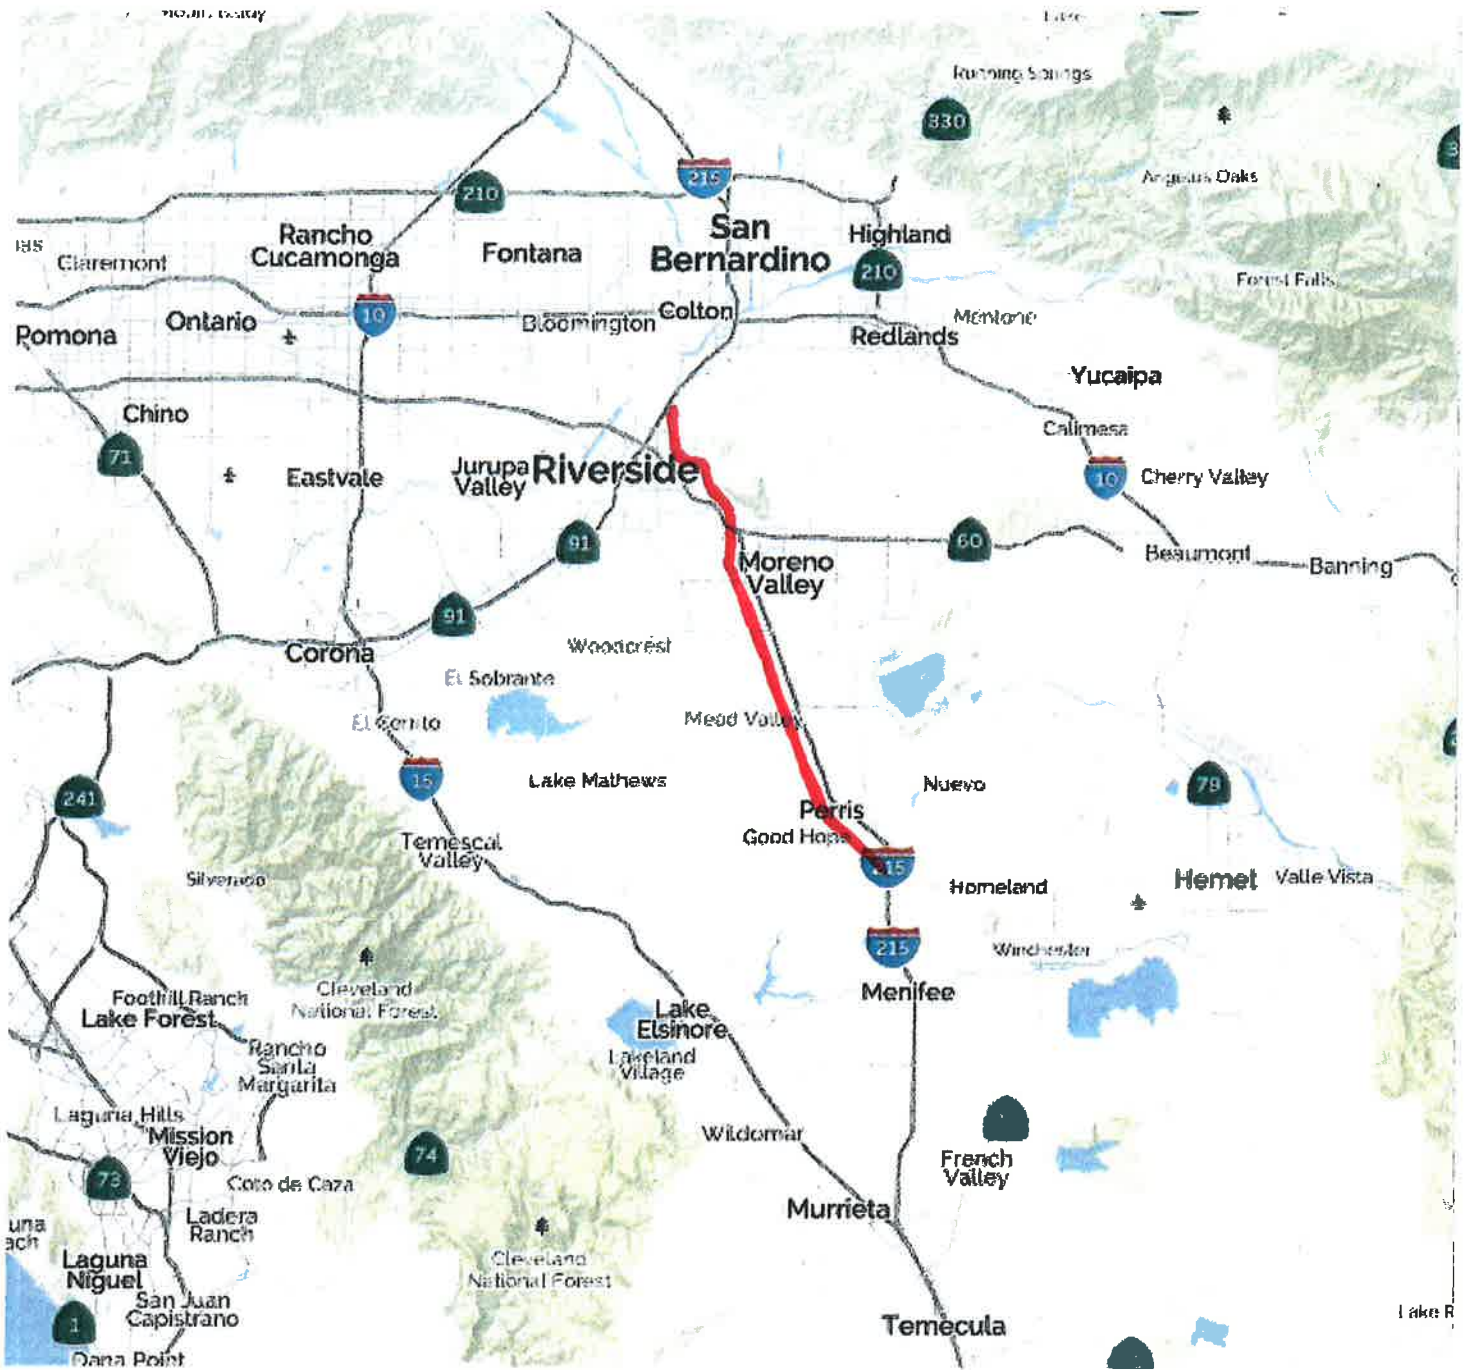 Running Springs
330
215
210
Angelus Oaks
San
Bernardino
Highland
Rancho
Cucamonga
Fontana
Claremont
210
Forest Falls
10
Ontario
Bloomington
Colton
Mentone
Pomona
Redlands
Yucaipa
Chino
Calimesa
71
Eastvale
Jurupa
Valley
Riverside
10
Cherry Valley
91
60
Beaumont
Banning
Moreno
Valley
91
Corona
Woodcrest
El Sobrante
El Cerrito
Mead Valley
15
Lake Mathews
Nuevo
79
241
Perris
Good Hope
Temescal
Valley
15
Silverado
Homeland
Hemet
Valle Vista
215
Winchester
Menifee
Foothill Ranch
Lake Forest
Cleveland
National Forest
Lake
Elsinore
Rancho
Santa
Margarita
Lakeland
Village
Laguna Hills
Mission
Viejo
74
Wildomar
French
Valley
73
Coto de Caza
Ladera
Ranch
Murrieta
una
ach
Laguna
Niguel
Cleveland
National Forest
San Juan
Capistrano
1
Temecula
Lake R
Dana Point